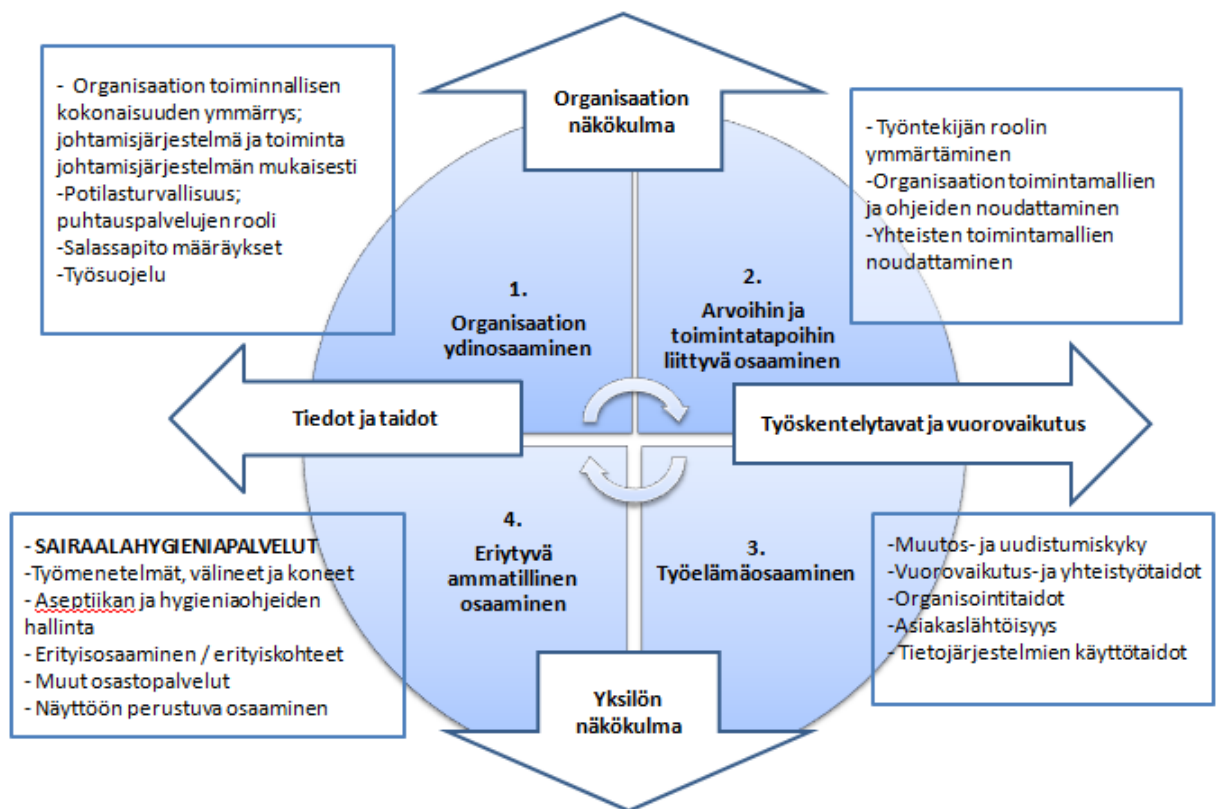 Organisaation
näkökulma
- Organisaation toiminnallisen
kokonaisuuden ymmärrys;
johtamisjärjestelmä ja toiminta
johtamisjärjestelmän mukaisesti
-Potilasturvallisuus;
puhtauspalvelujen rooli
-Salassapito määräykset
-Työsuojelu
- Työntekijän roolin
ymmärtäminen
-Organisaation toimintamallien
ja ohjeiden noudattaminen
-Yhteisten toimintamallien
noudattaminen
1.
Organisaation
ydinosaaminen
2.
Arvoihin ja
toimintatapoihin
liittyvä osaaminen
Tiedot ja taidot
Työskentelytavat ja vuorovaikutus
- SAIRAALAHYGIENIAPALVELUT
-Työmenetelmät, välineet ja koneet
- Aseptiikan ja hygieniaohjeiden
hallinta
- Erityisosaaminen / erityiskohteet
- Muut osastopalvelut
- Näyttöön perustuva osaaminen
4.
Eriytyvä
ammatillinen
osaaminen
3.
Työelämäosaaminen
-Muutos- ja uudistumiskyky
-Vuorovaikutus- ja yhteistyötaidot
-Organisointitaidot
-Asiakaslähtöisyys
- Tietojärjestelmien käyttötaidot
Yksilön
näkökulma